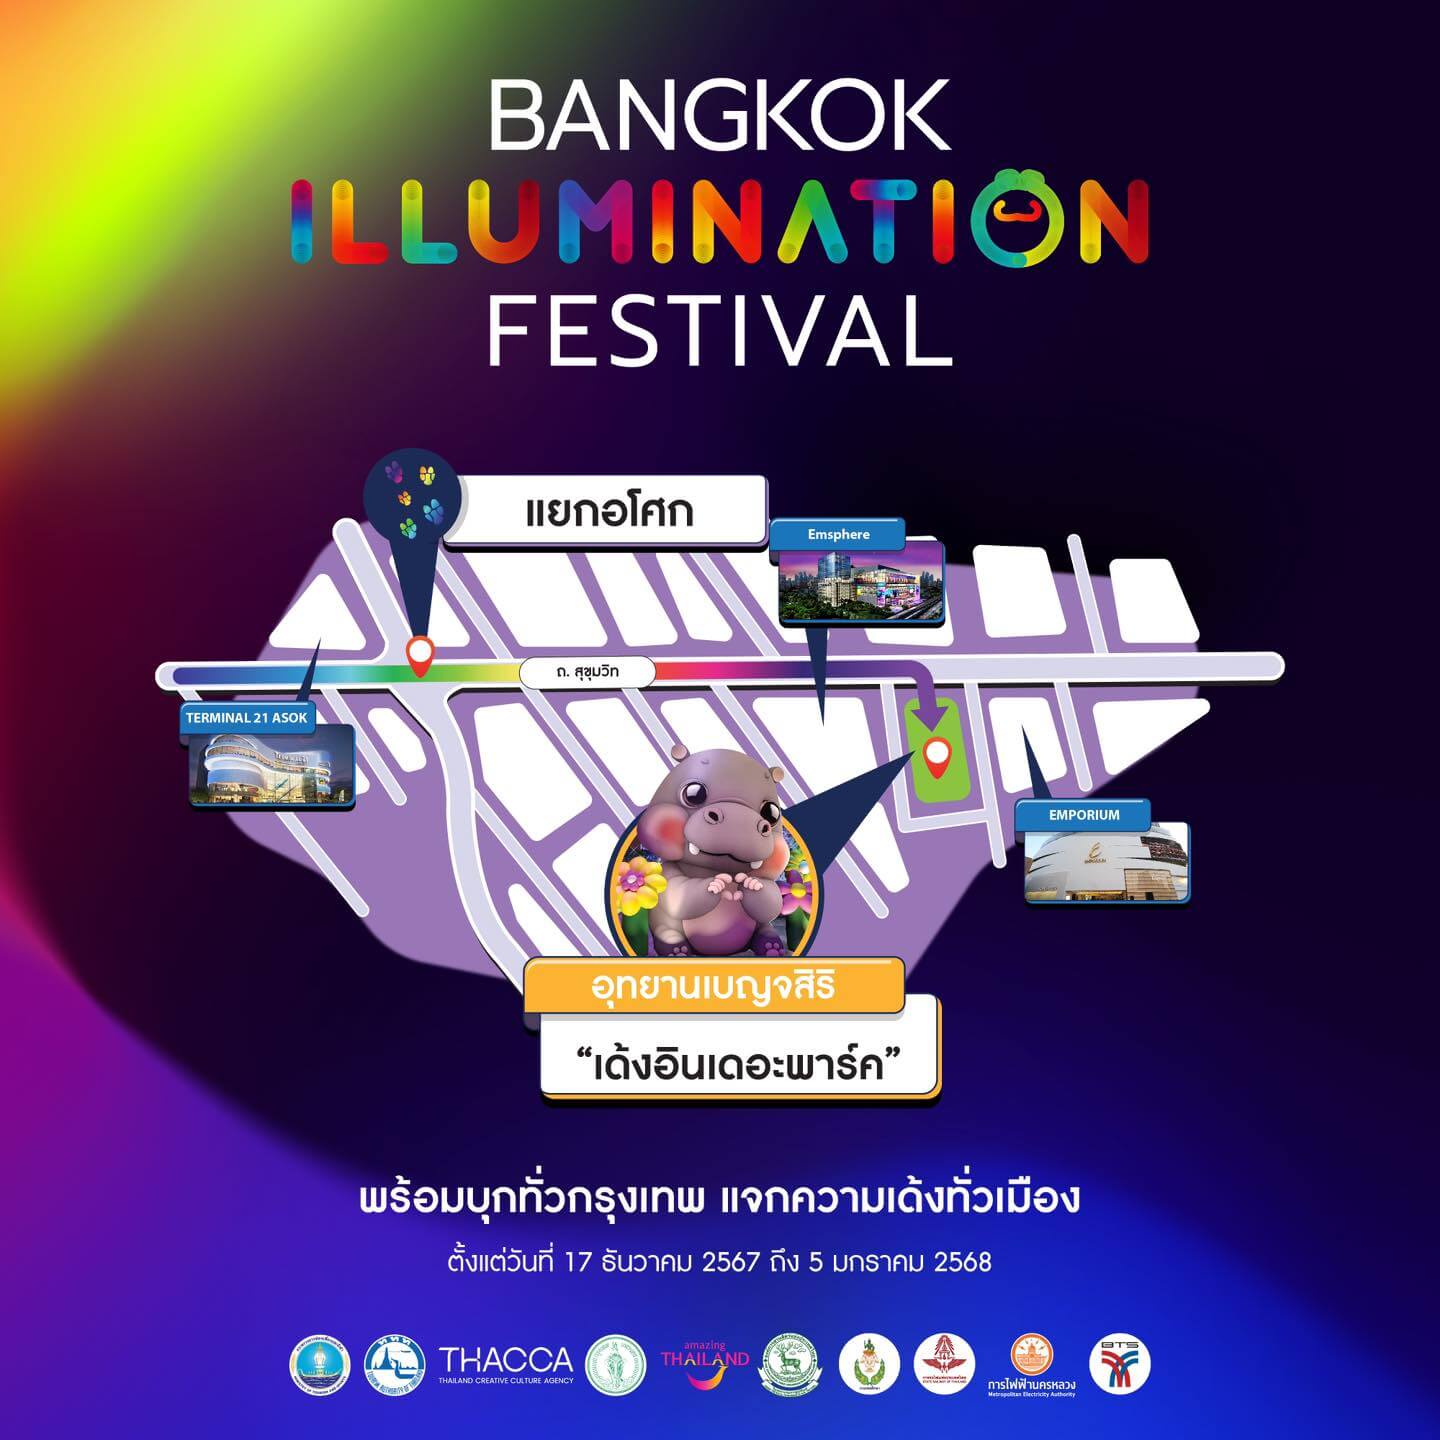 BANGKOK
ILLUMINATION
FESTIVAL
แยกอโศก
Emsphere
ถ. สุขุมวิท
TERMINAL 21 ASOK
EMPORIUM
อุทยานเบญจสิริ
“เด้งอินเดอะพาร์ค”
พร้อมบุกทั่วกรุงเทพ แจกความเด้งทั่วเมือง
ตั้งแต่วันที่ 17 ธันวาคม 2567 ถึง 5 มกราคม 2568
THACCA
THAILAND CREATIVE CULTURE AGENCY
amazing
THAILAND
STATE RAILWAY OF THAILAND
การไฟฟ้านครหลวง
Metropolitan Electricity Authority
BTS